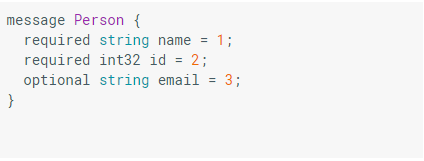 message Person {
  required string name = 1;
  required int32 id = 2;
  optional string email = 3;
}